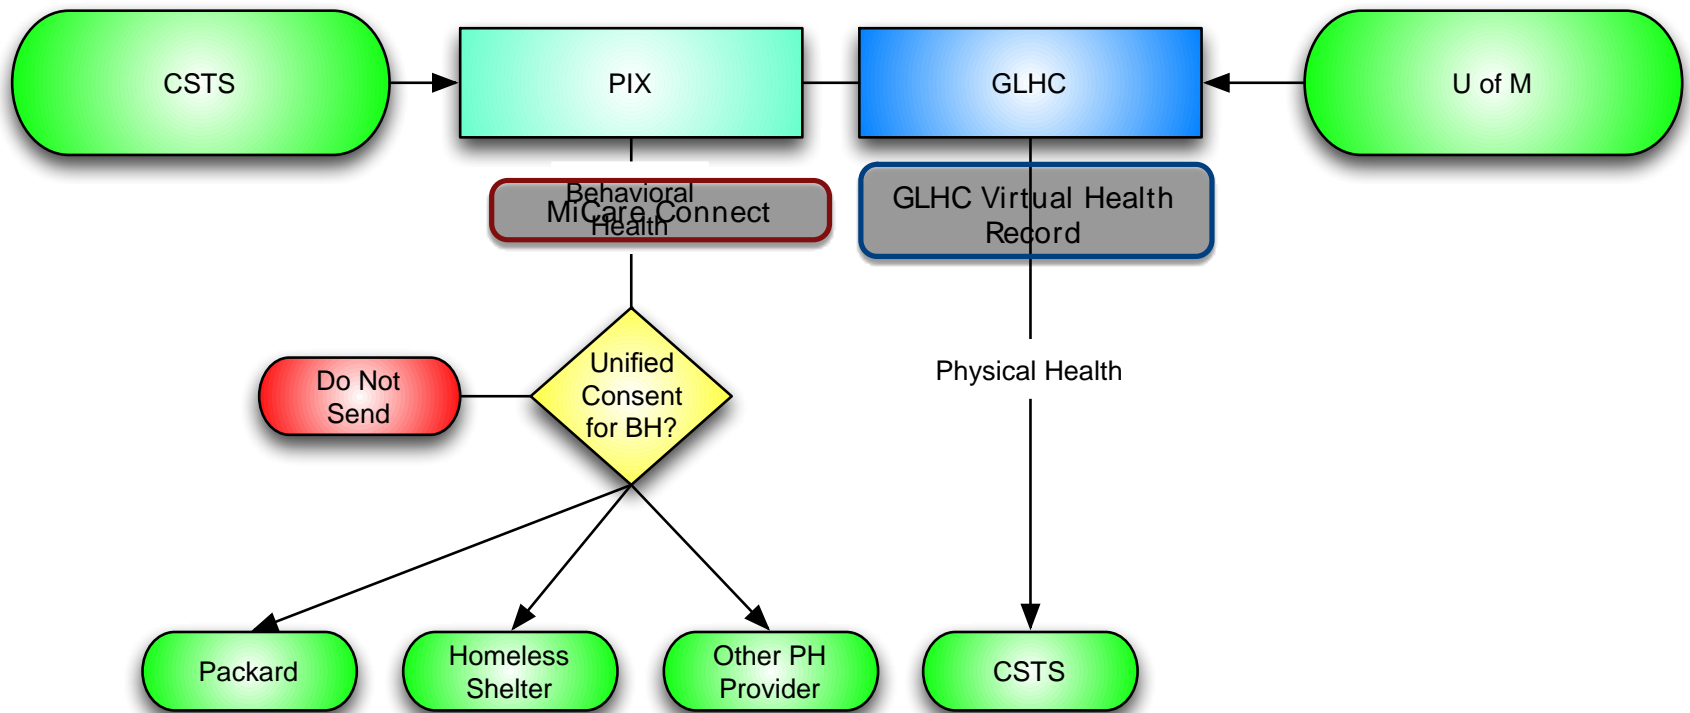 CSTS
PIX
GLHC
U of M
Behavioral
Health
MiCare Connect
GLHC Virtual Health
Record
Unified
Consent
for BH?
Do Not
Send
Physical Health
Packard
Homeless
Shelter
Other PH
Provider
CSTS